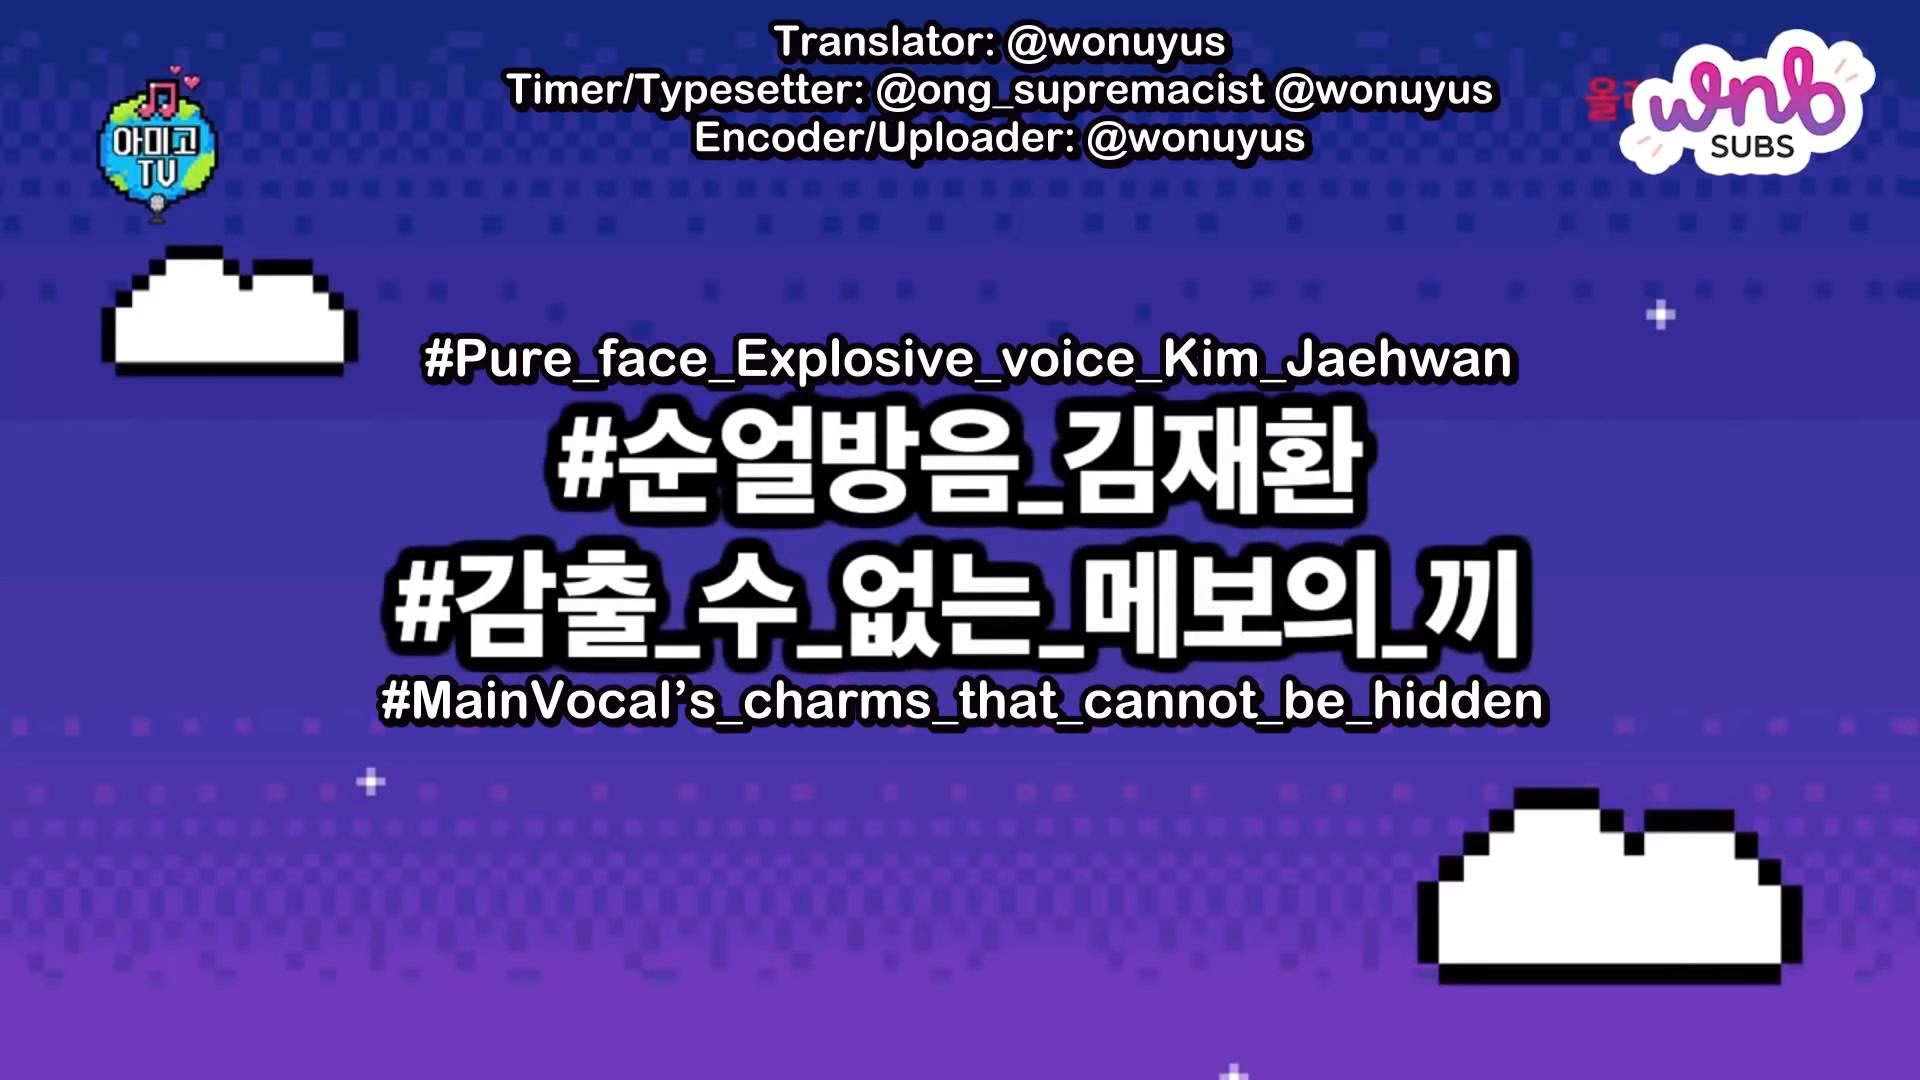 Translator: @wonuyus
Timer/Typesetter: @ong_supremacist @wonuyus
Encoder/Uploader: @wonuyus
아미고
TV
wnb
SUBS
#Pure_face_Explosive_voice_Kim_Jaehwan
#순얼방음_김재환
#감출_수_없는_메보의_끼
#MainVocal’s_charms_that_cannot_be_hidden